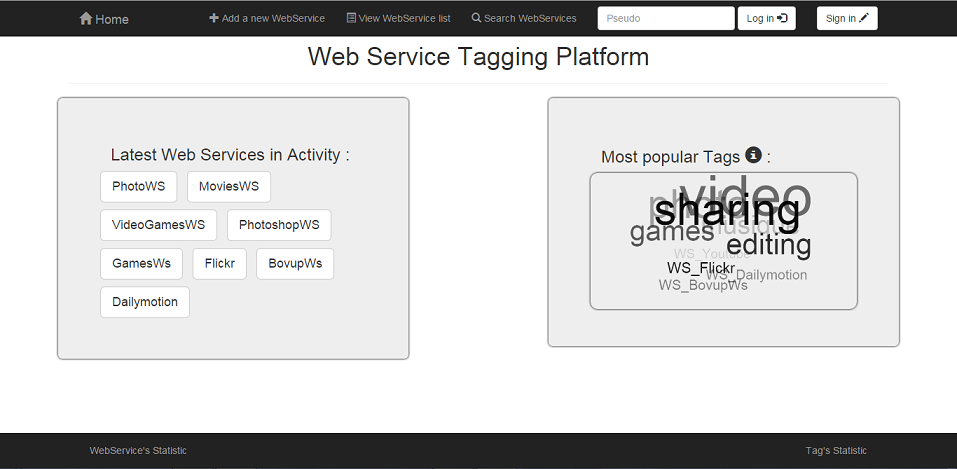 Home
Add a new WebService
View WebService list
Search WebServices
Pseudo
Log in
Sign in
Web Service Tagging Platform
Latest Web Services in Activity :
PhotoWS
MoviesWS
VideoGamesWS
PhotoshopWS
GamesWs
Flickr
BovupWs
Dailymotion
Most popular Tags :
video
sharing
games
editing
WS_Youtube
WS_Flickr
WS_Dailymotion
WS_BovupWs
WebService's Statistic
Tag's Statistic